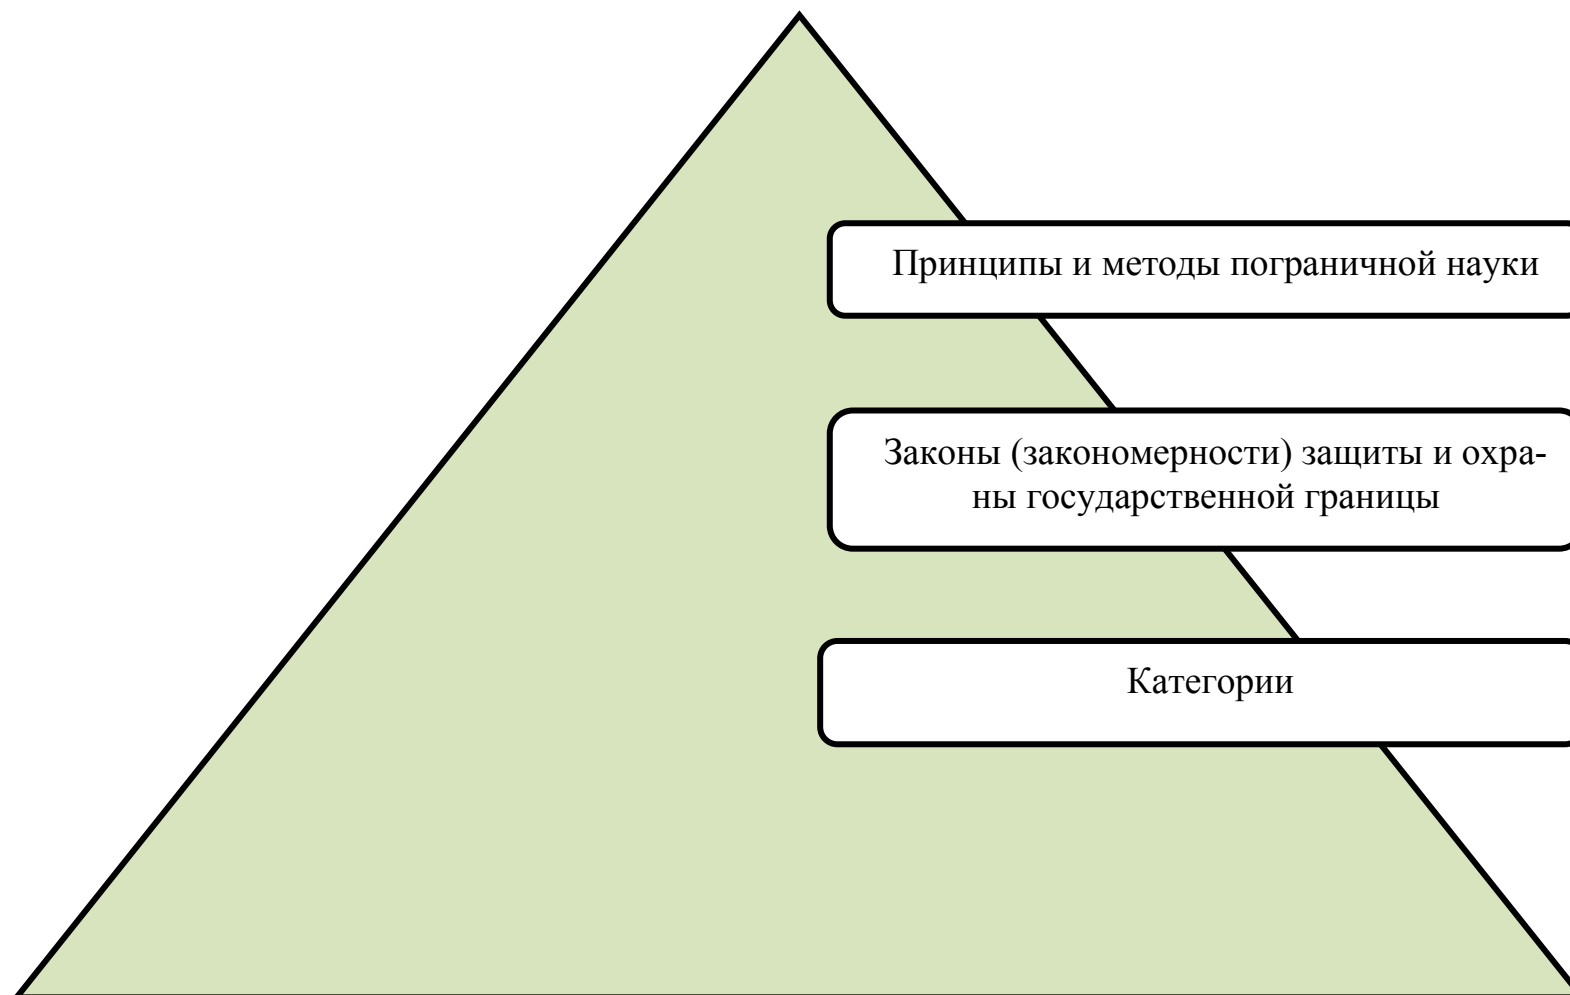 Принципы и методы пограничной науки
Законы (закономерности) защиты и охра-
ны государственной границы
Категории